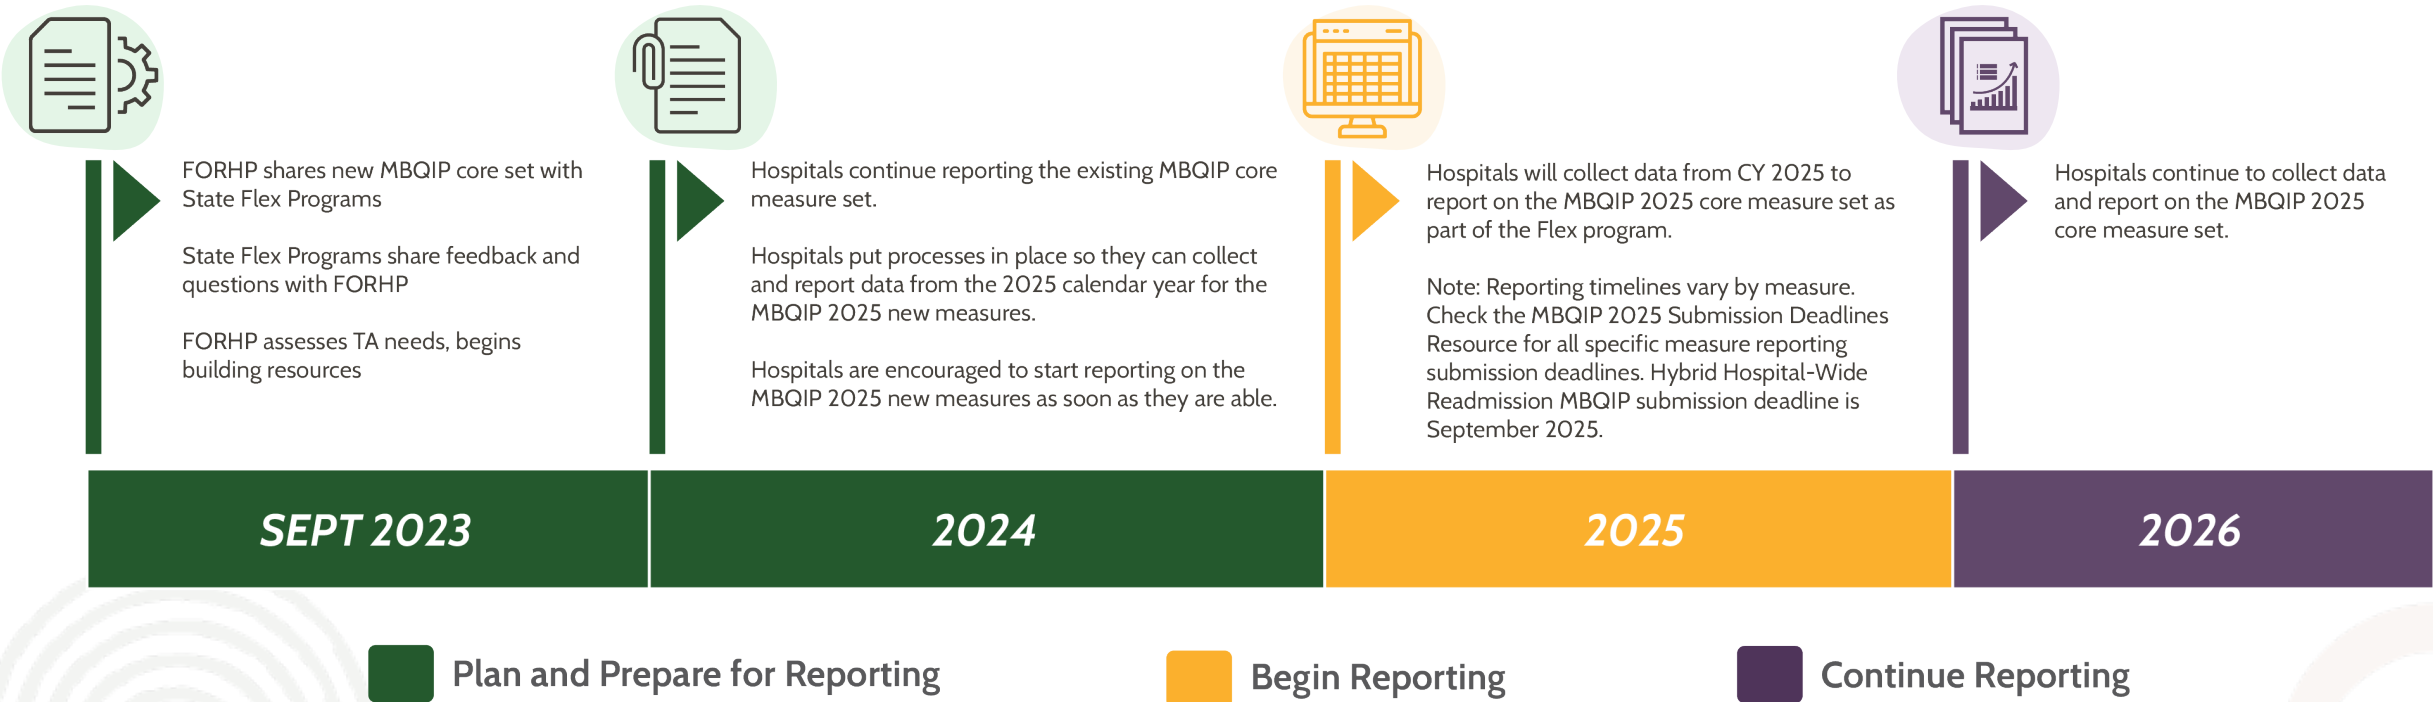 FORHP shares new MBQIP core set with
State Flex Programs
State Flex Programs share feedback and
questions with FORHP
FORHP assesses TA needs, begins
building resources
Hospitals continue reporting the existing MBQIP core
measure set.
Hospitals put processes in place so they can collect
and report data from the 2025 calendar year for the
MBQIP 2025 new measures.
Hospitals are encouraged to start reporting on the
MBQIP 2025 new measures as soon as they are able.
Hospitals will collect data from CY 2025 to
report on the MBQIP 2025 core measure set as
part of the Flex program.
Note: Reporting timelines vary by measure.
Check the MBQIP 2025 Submission Deadlines
Resource for all specific measure reporting
submission deadlines. Hybrid Hospital-Wide
Readmission MBQIP submission deadline is
September 2025.
Hospitals continue to collect data
and report on the MBQIP 2025
core measure set.
SEPT 2023
2024
2025
2026
Plan and Prepare for Reporting
Begin Reporting
Continue Reporting